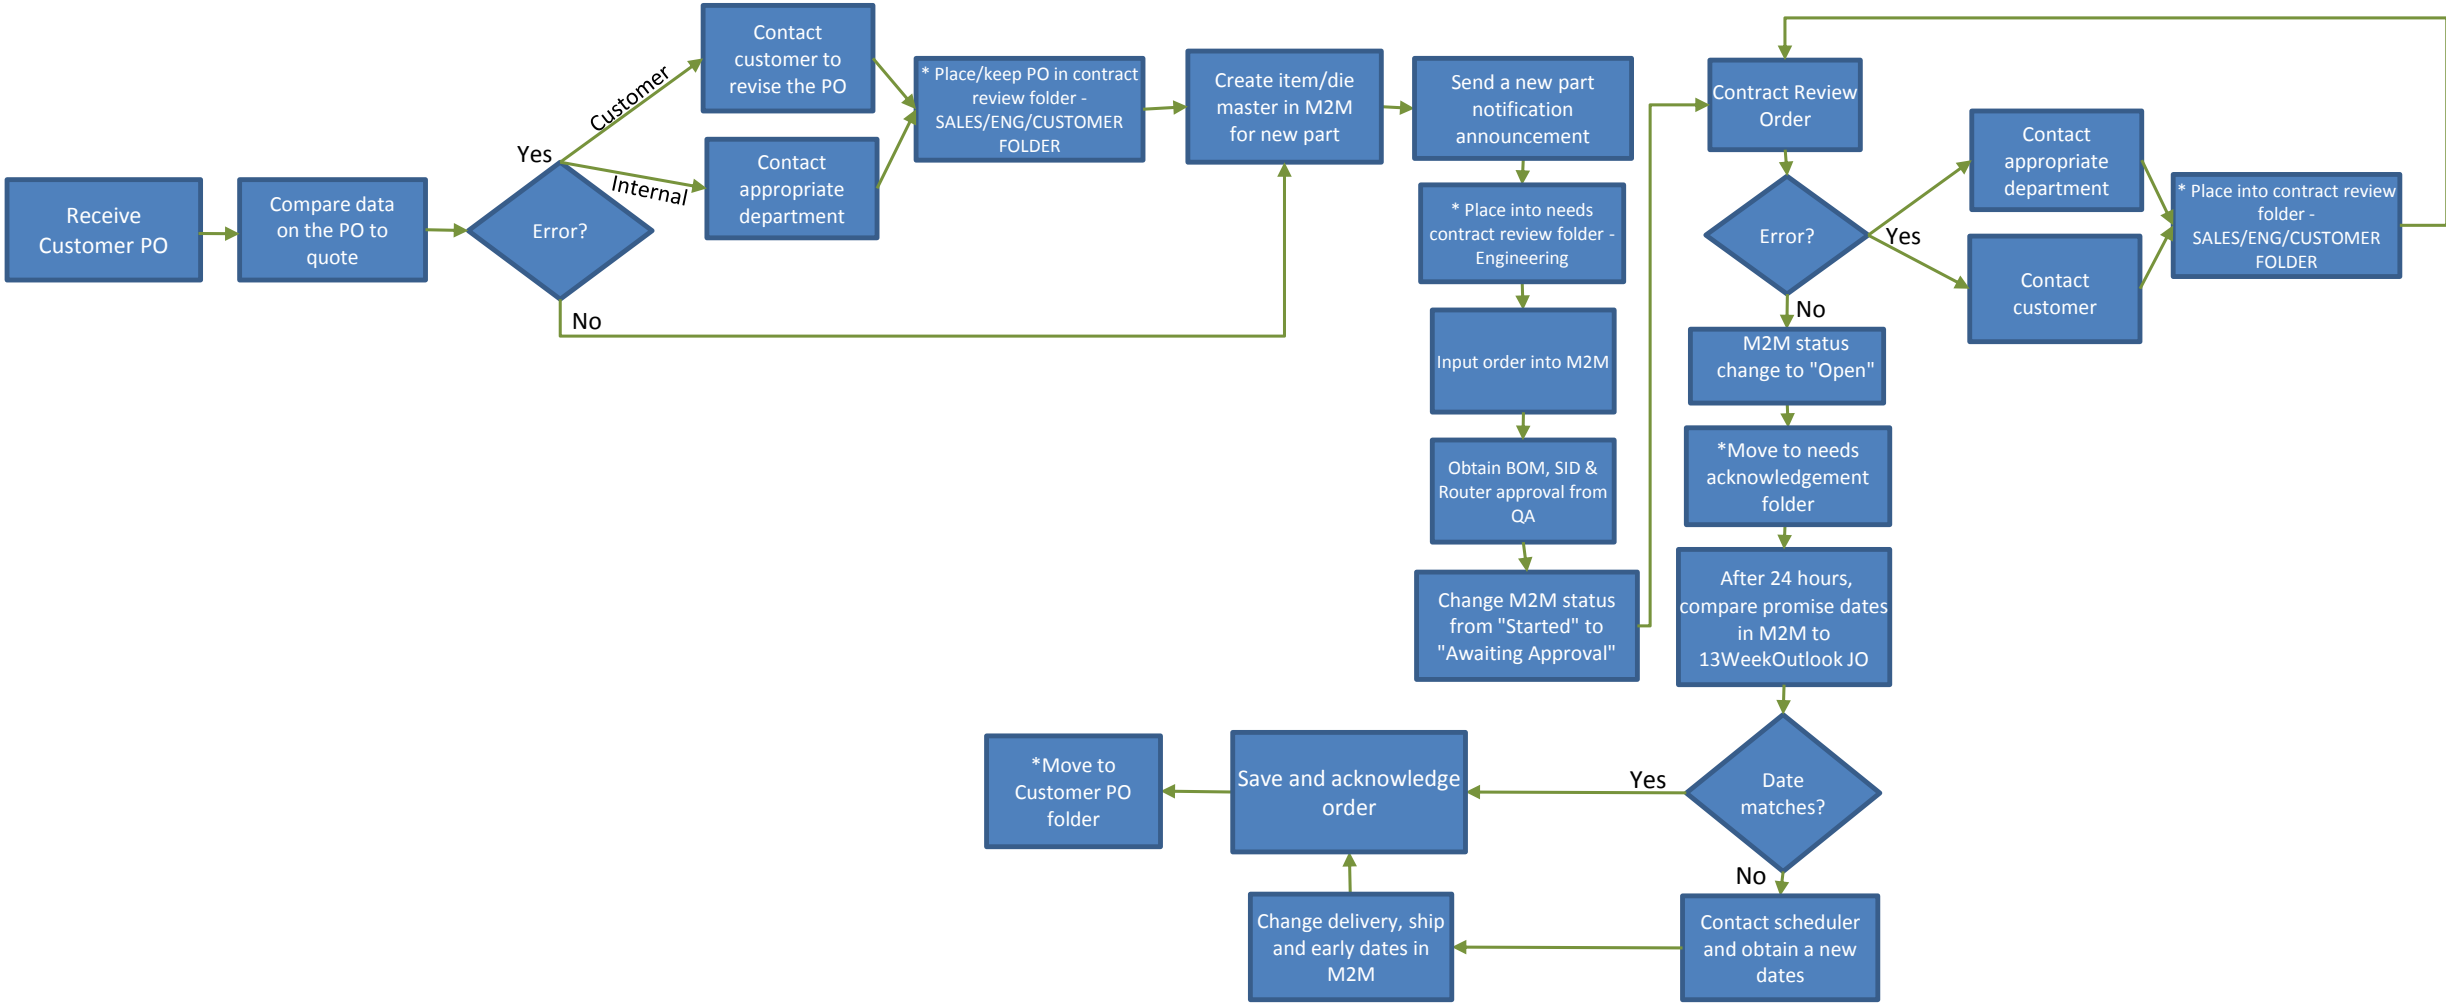 Receive
Customer PO
Compare data
on the PO to
quote
Error?
Yes
Customer
Internal
No
Contact
customer to
revise the PO
Contact
appropriate
department
* Place/keep PO in contract
review folder -
SALES/ENG/CUSTOMER
FOLDER
Create item/die
master in M2M
for new part
Send a new part
notification
announcement
* Place into needs
contract review folder -
Engineering
Input order into M2M
Obtain BOM, SID &
Router approval from
QA
Change M2M status
from "Started" to
"Awaiting Approval"
Contract Review
Order
Error?
Yes
No
Contact
appropriate
department
Contact
customer
* Place into contract review
folder -
SALES/ENG/CUSTOMER
FOLDER
M2M status
change to "Open"
*Move to needs
acknowledgement
folder
After 24 hours,
compare promise dates
in M2M to
13WeekOutlook JO
Date
matches?
Yes
No
Contact scheduler
and obtain a new
dates
Change delivery, ship
and early dates in
M2M
Save and acknowledge
order
*Move to
Customer PO
folder